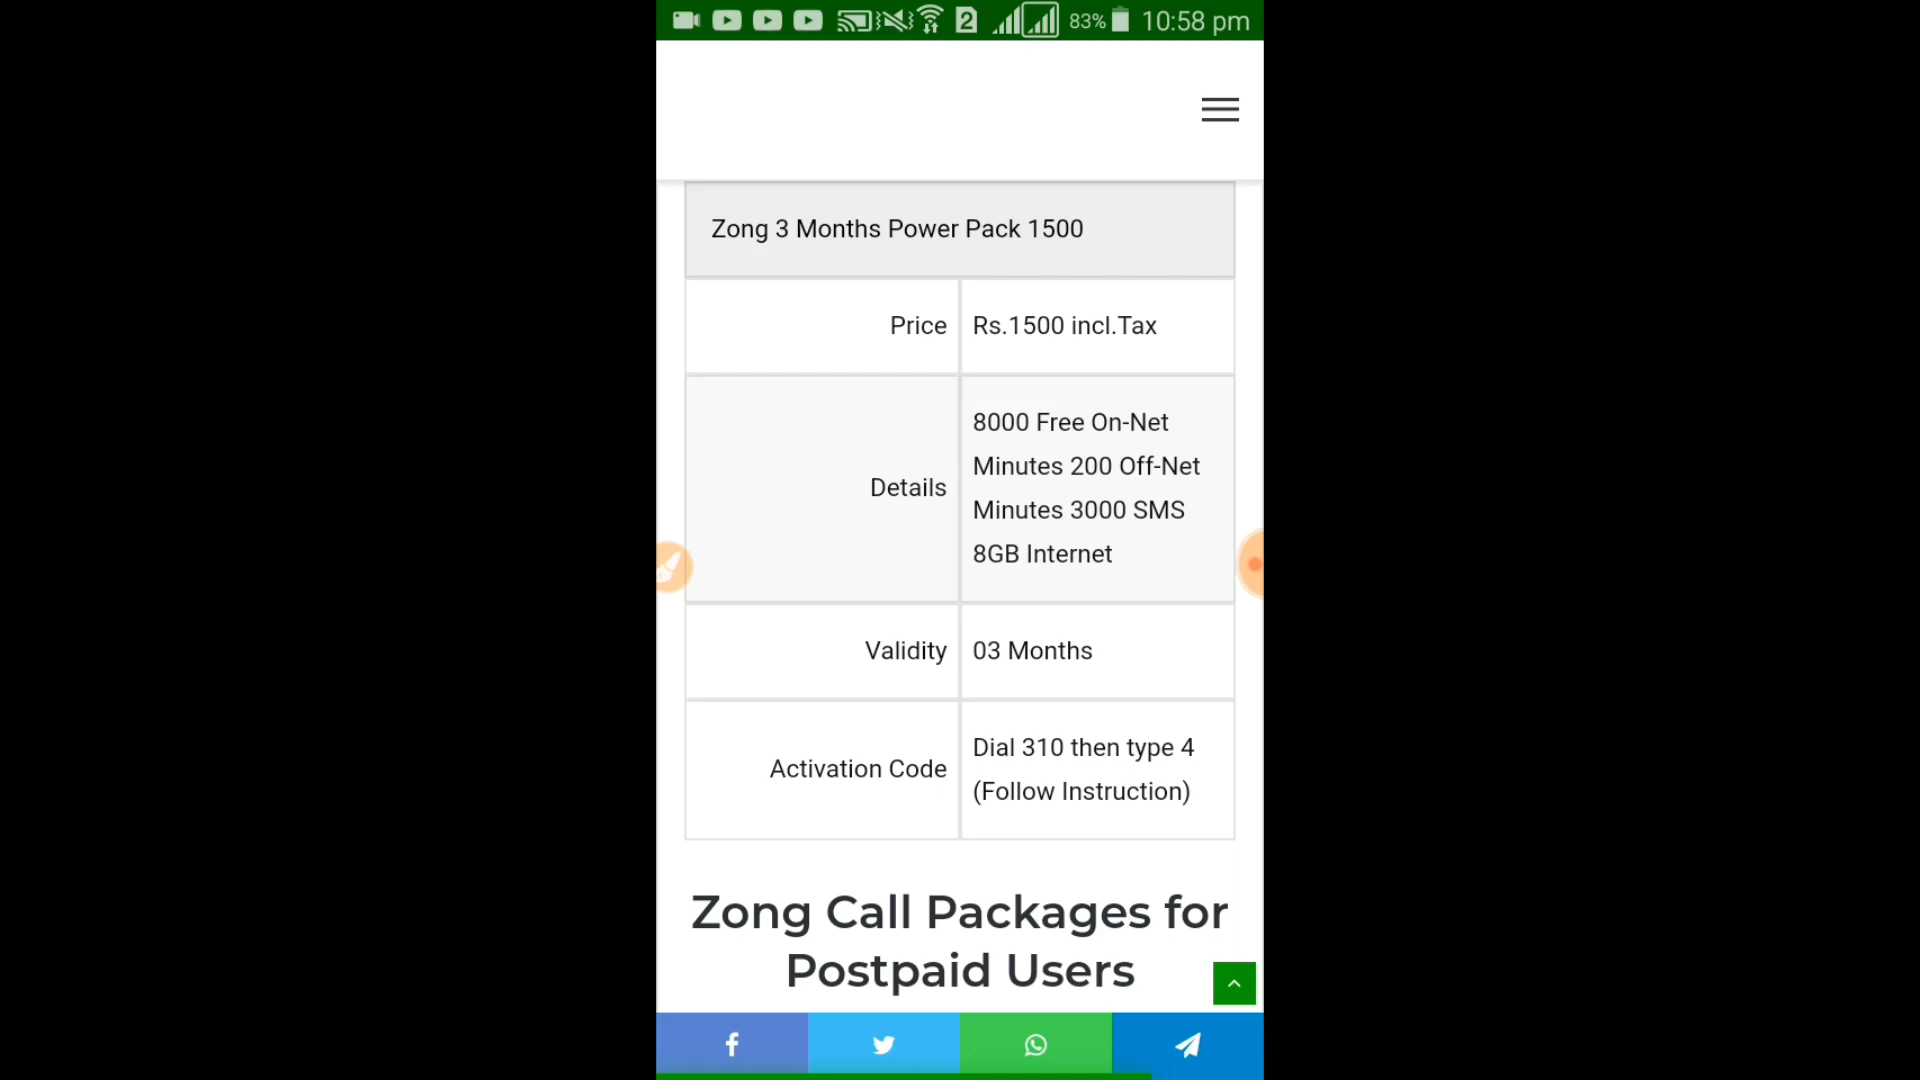 2 83% 10:58 pm
Zong 3 Months Power Pack 1500
Price
Rs.1500 incl.Tax
Details
8000 Free On-Net
Minutes 200 Off-Net
Minutes 3000 SMS
8GB Internet
Validity
03 Months
Activation Code
Dial 310 then type 4
(Follow Instruction)
Zong Call Packages for
Postpaid Users